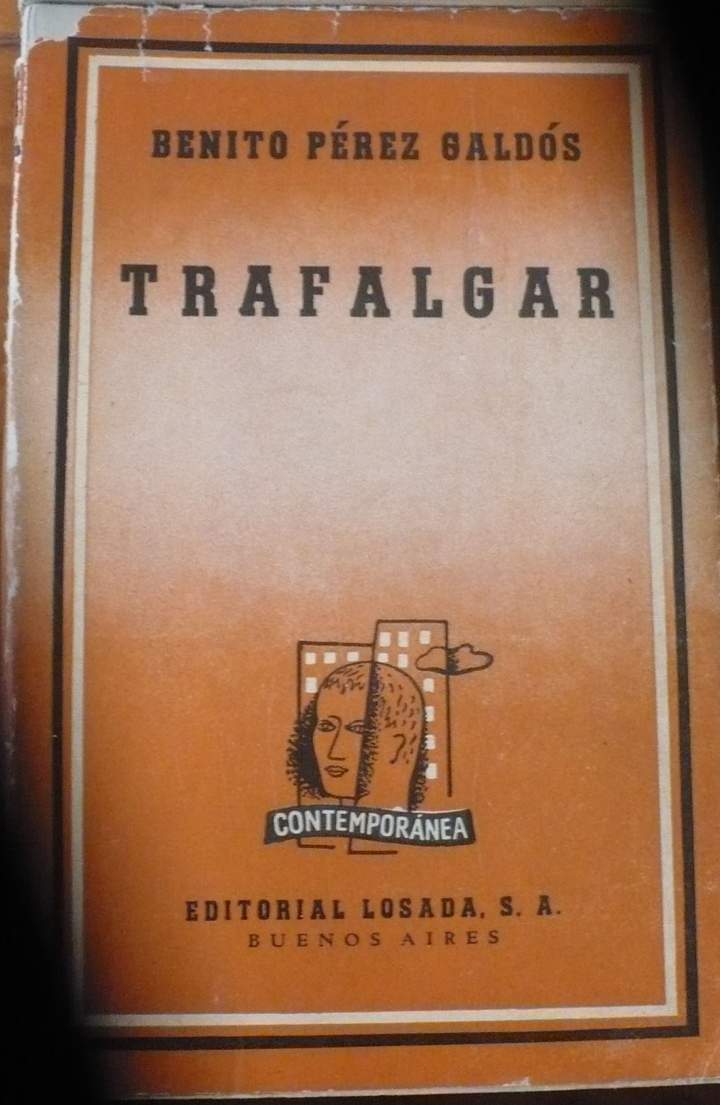 BENITO PÉREZ GALDÓS
TRAFALGAR
CONTEMPORÁNEA
EDITORIAL LOSADA, S. A.
BUENOS AIRES